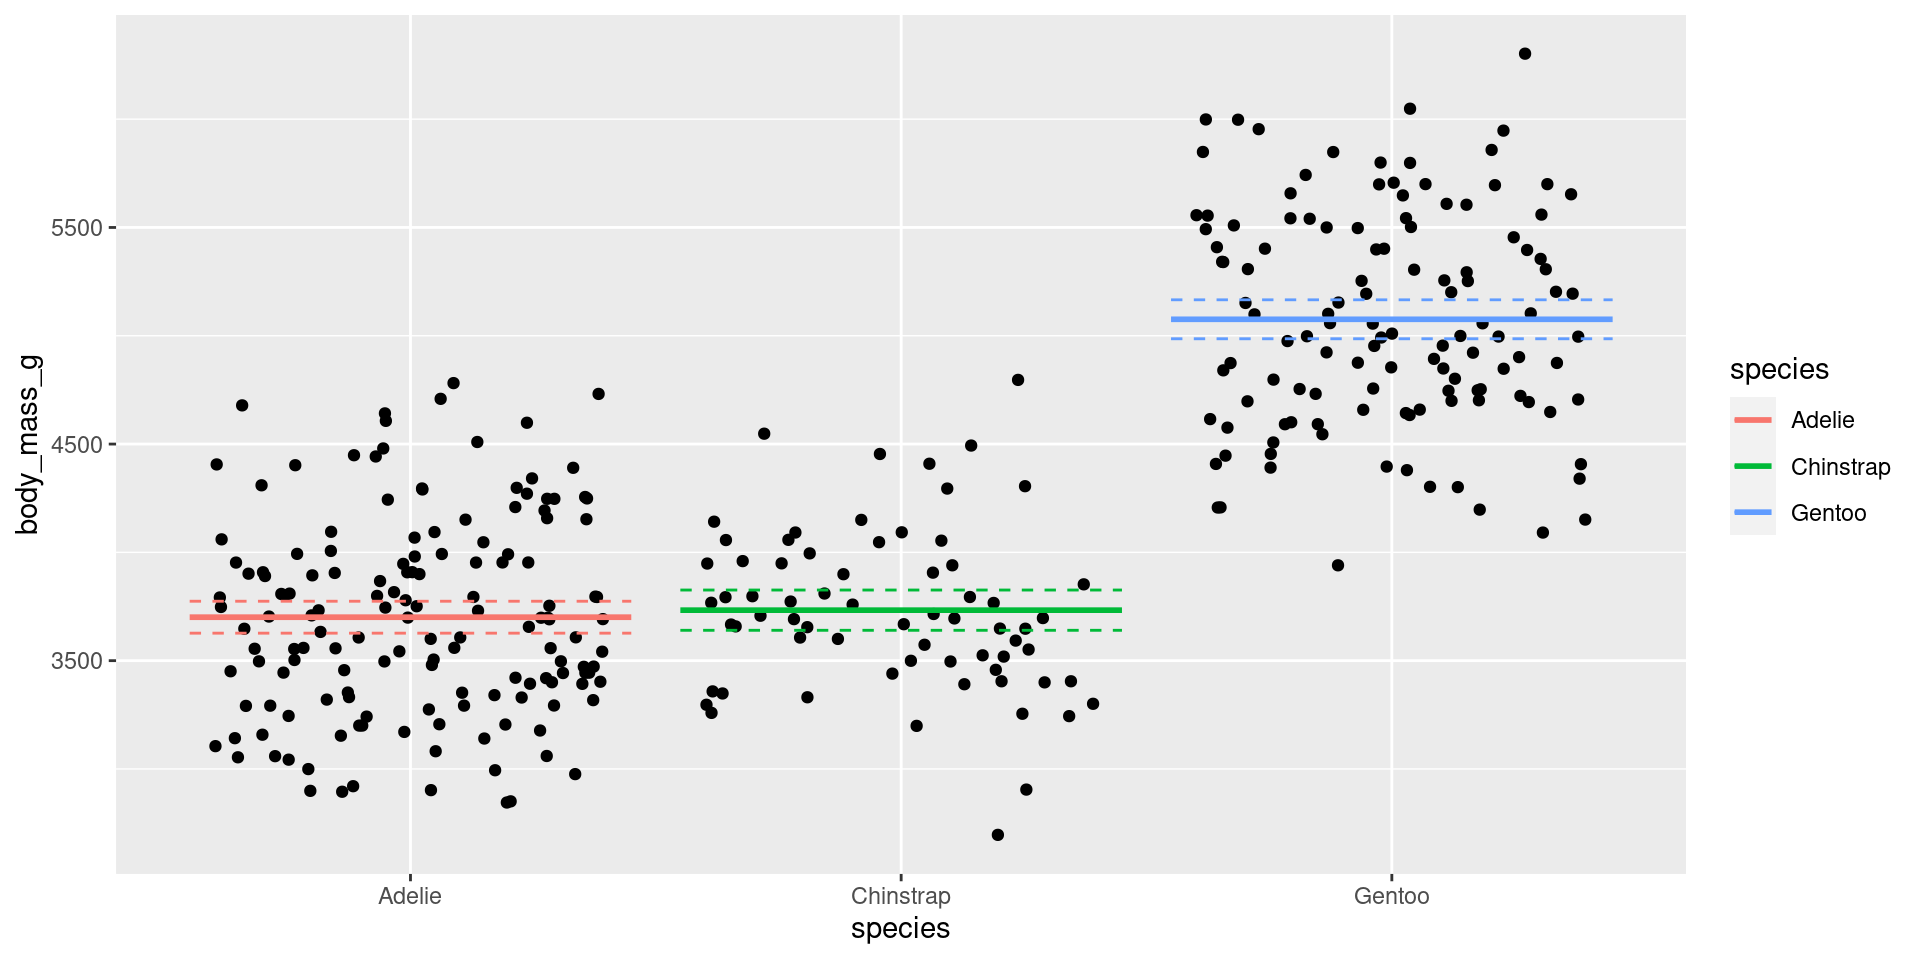 body_mass_g
5500
4500
3500
Adelie
Chinstrap
Gentoo
species
species
Adelie
Chinstrap
Gentoo